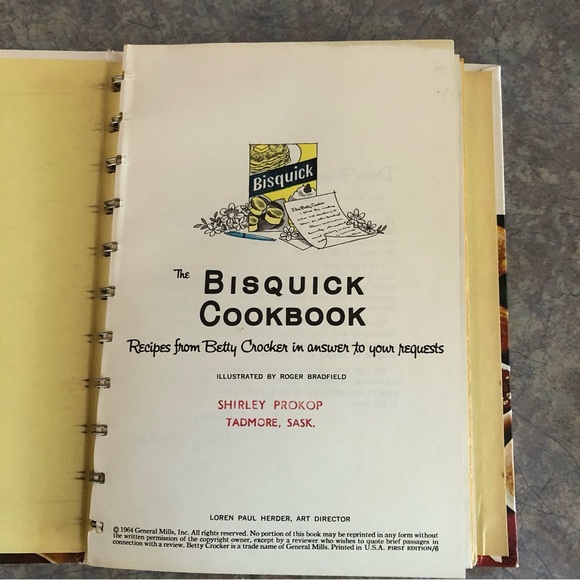 Bisquick
Dear Betty Crocker
The BISQUICK
COOKBOOK
Recipes from Betty Crocker in answer to your requests
ILLUSTRATED BY ROGER BRADFIELD
SHIRLEY PROKOP
TADMORE, SASK.
LOREN PAUL HERDER, ART DIRECTOR
© 1964 General Mills, Inc. All rights reserved. No portion of this book may be reprinted in any form without
the written permission of the copyright owner, except by a reviewer who wishes to quote brief passages in
connection with a review. Betty Crocker is a trade name of General Mills. Printed in U.S.A. FIRST EDITION/6